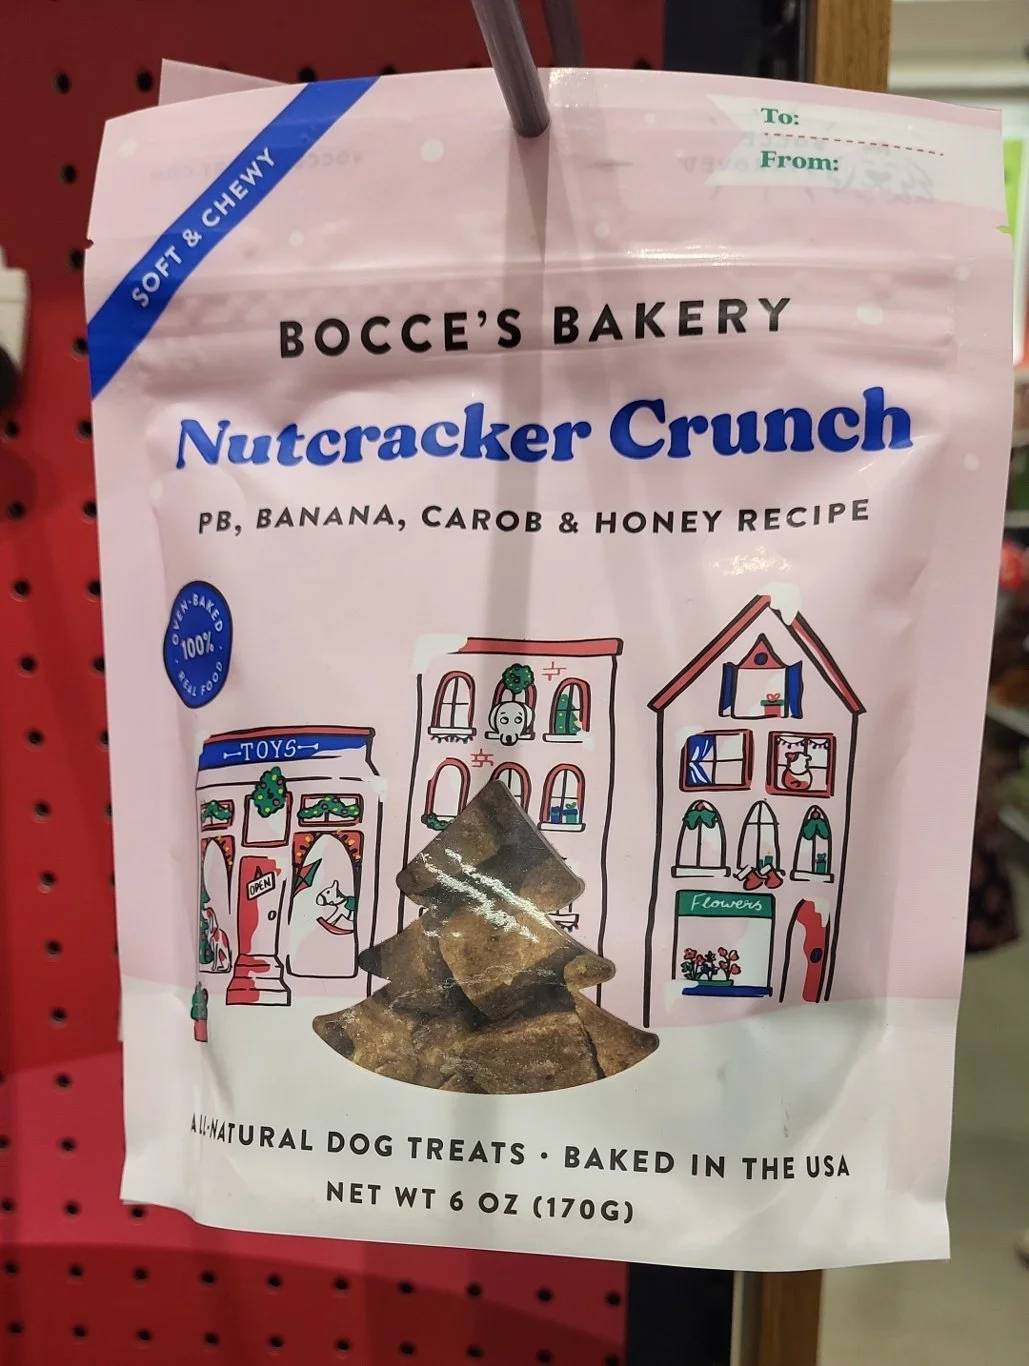 To:
From:
SOFT & CHEWY
BOCCE'S BAKERY
Nutcracker Crunch
PB, BANANA, CAROB & HONEY RECIPE
OVEN-BAKED
100%
REAL FOOD
TOYS
OPEN
Flowers
ALL-NATURAL DOG TREATS · BAKED IN THE USA
NET WT 6 OZ (170G)